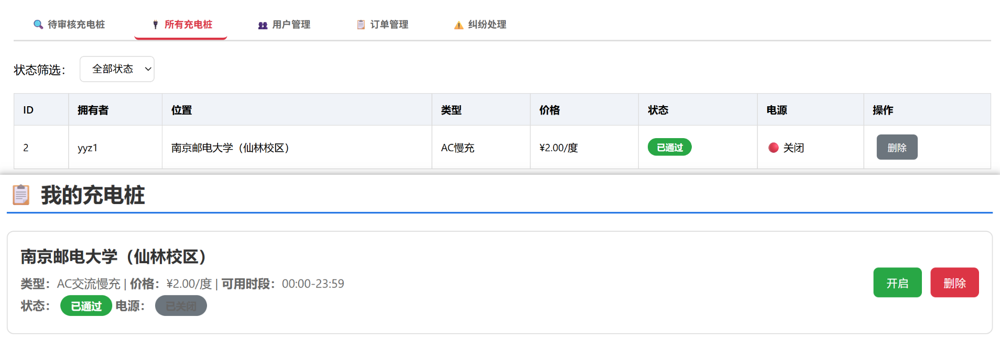 待审核充电桩 所有充电桩 用户管理 订单管理 纠纷处理
状态筛选： 全部状态
ID 拥有者 位置 类型 价格 状态 电源 操作
2 yyz1 南京邮电大学（仙林校区） AC慢充 ¥2.00/度 已通过 关闭 删除
我的充电桩
南京邮电大学（仙林校区）
类型：AC交流慢充 | 价格：¥2.00/度 | 可用时段：00:00-23:59
状态： 已通过 电源： 已关闭
开启 删除